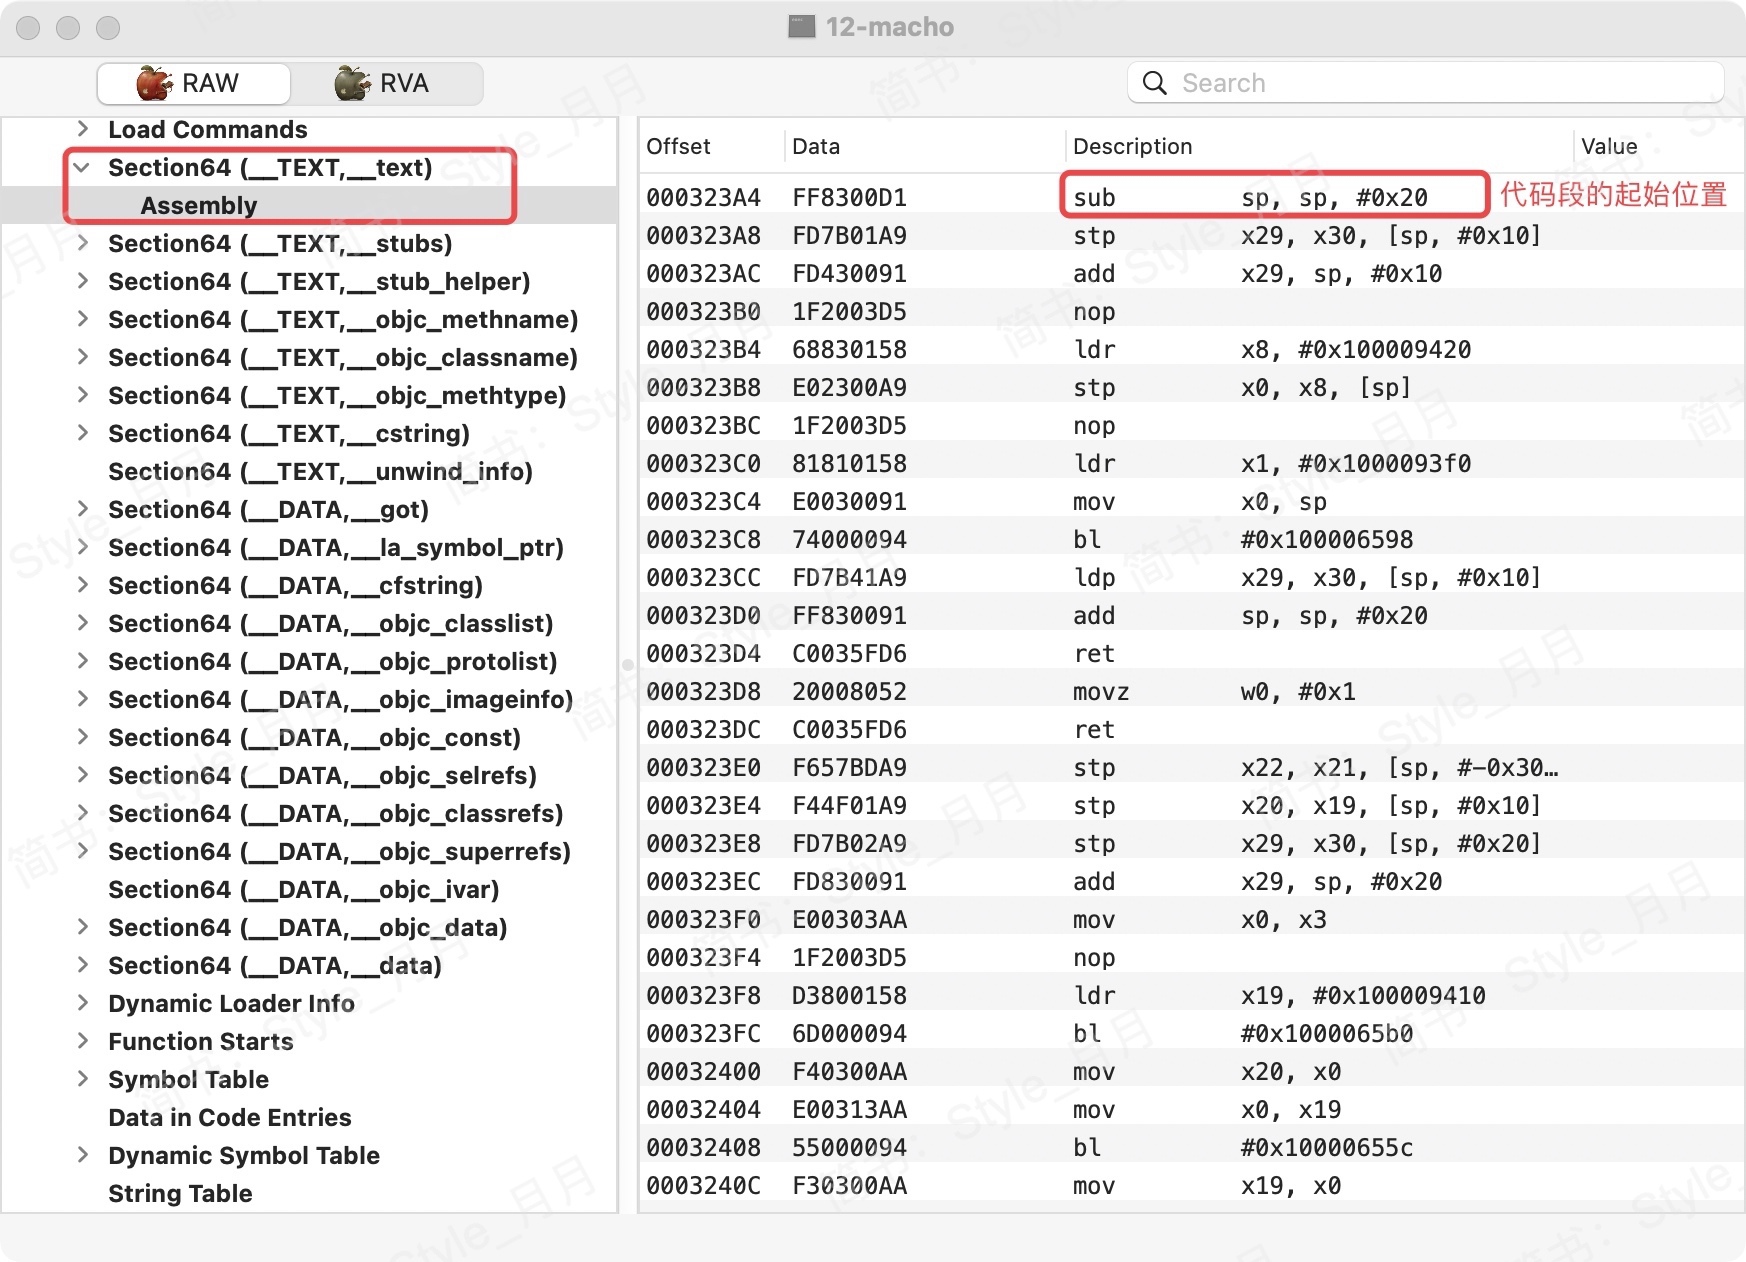 12-macho
RAW RVA
Search
Load Commands
Section64 (__TEXT,__text)
Assembly
Section64 (__TEXT,__stubs)
Section64 (__TEXT,__stub_helper)
Section64 (__TEXT,__objc_methname)
Section64 (__TEXT,__objc_classname)
Section64 (__TEXT,__objc_methtype)
Section64 (__TEXT,__cstring)
Section64 (__TEXT,__unwind_info)
Section64 (__DATA,__got)
Section64 (__DATA,__la_symbol_ptr)
Section64 (__DATA,__cfstring)
Section64 (__DATA,__objc_classlist)
Section64 (__DATA,__objc_protolist)
Section64 (__DATA,__objc_imageinfo)
Section64 (__DATA,__objc_const)
Section64 (__DATA,__objc_selrefs)
Section64 (__DATA,__objc_classrefs)
Section64 (__DATA,__objc_superrefs)
Section64 (__DATA,__objc_ivar)
Section64 (__DATA,__objc_data)
Section64 (__DATA,__data)
Dynamic Loader Info
Function Starts
Symbol Table
Data in Code Entries
Dynamic Symbol Table
String Table
Offset Data Description Value
000323A4 FF8300D1 sub sp, sp, #0x20 代码段的起始位置
000323A8 FD7B01A9 stp x29, x30, [sp, #0x10]
000323AC FD430091 add x29, sp, #0x10
000323B0 1F2003D5 nop
000323B4 68830158 ldr x8, #0x100009420
000323B8 E02300A9 stp x0, x8, [sp]
000323BC 1F2003D5 nop
000323C0 81810158 ldr x1, #0x1000093f0
000323C4 E0030091 mov x0, sp
000323C8 74000094 bl #0x100006598
000323CC FD7B41A9 ldp x29, x30, [sp, #0x10]
000323D0 FF830091 add sp, sp, #0x20
000323D4 C0035FD6 ret
000323D8 20008052 movz w0, #0x1
000323DC C0035FD6 ret
000323E0 F657BDA9 stp x22, x21, [sp, #-0x30…
000323E4 F44F01A9 stp x20, x19, [sp, #0x10]
000323E8 FD7B02A9 stp x29, x30, [sp, #0x20]
000323EC FD830091 add x29, sp, #0x20
000323F0 E00303AA mov x0, x3
000323F4 1F2003D5 nop
000323F8 D3800158 ldr x19, #0x100009410
000323FC 6D000094 bl #0x1000065b0
00032400 F40300AA mov x20, x0
00032404 E00313AA mov x0, x19
00032408 55000094 bl #0x10000655c
0003240C F30300AA mov x19, x0
简书: Style_月月